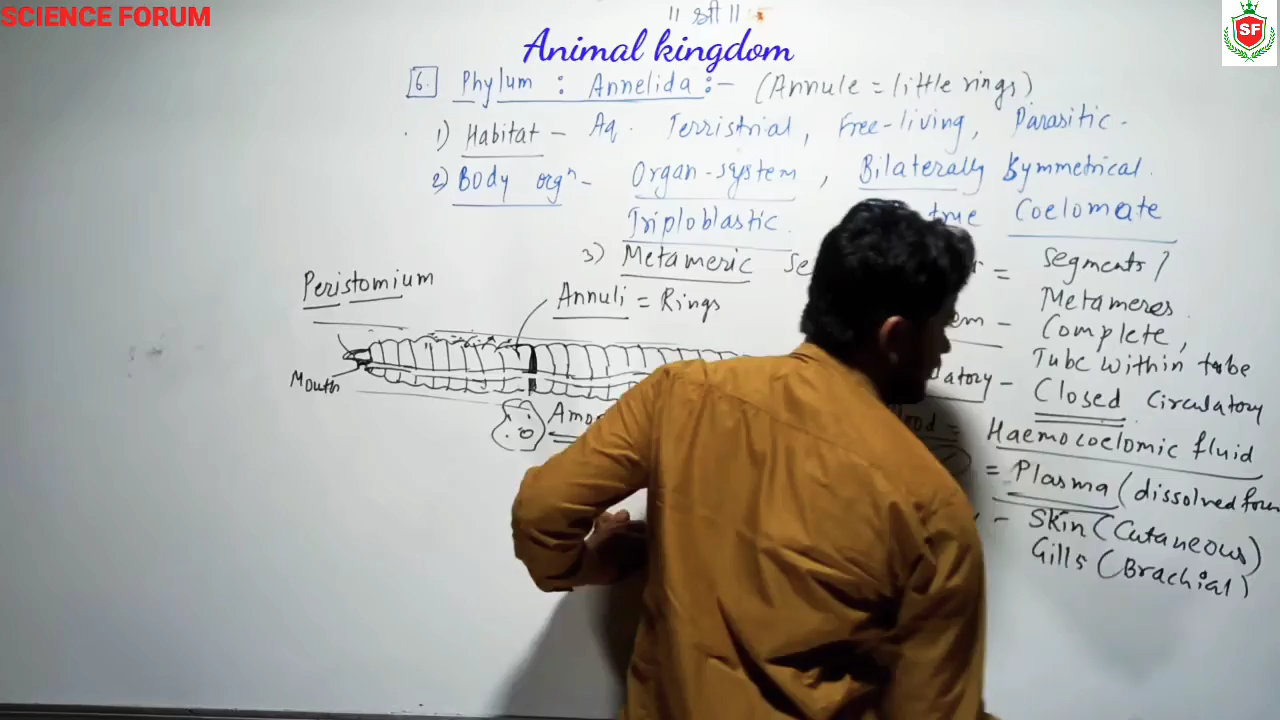 SCIENCE FORUM
|| श्री ||
SF
Animal kingdom
6. Phylum : Annelida :- (Annule = little rings)
1) Habitat - Aq. Terristrial, Free-living, Parasitic -
2) Body orgⁿ - Organ-system, Bilaterally Symmetrical.
Triploblastic. true Coelomate
3) Metameric = Segments /
Metameres
Peristomium
Annuli = Rings
- Complete,
Tube within tube
Mouth
- Closed Circulatory
= Haemocoelomic fluid
= Plasma (dissolved form
- Skin (Cutaneous)
Gills (Brachial)